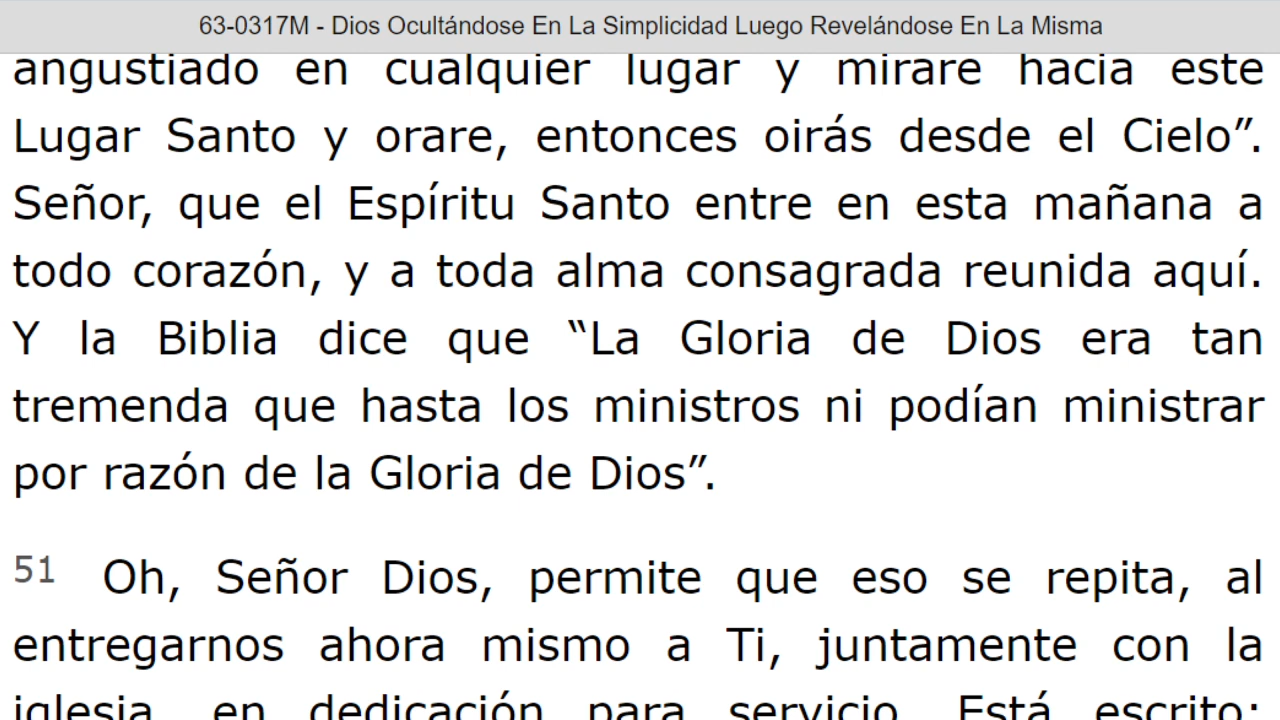 63-0317M - Dios Ocultándose En La Simplicidad Luego Revelándose En La Misma
angustiado en cualquier lugar y mirare hacia este
Lugar Santo y orare, entonces oirás desde el Cielo”.
Señor, que el Espíritu Santo entre en esta mañana a
todo corazón, y a toda alma consagrada reunida aquí.
Y la Biblia dice que “La Gloria de Dios era tan
tremenda que hasta los ministros ni podían ministrar
por razón de la Gloria de Dios”.
51 Oh, Señor Dios, permite que eso se repita, al
entregarnos ahora mismo a Ti, juntamente con la
iglesia, en dedicación para servicio. Está escrito: